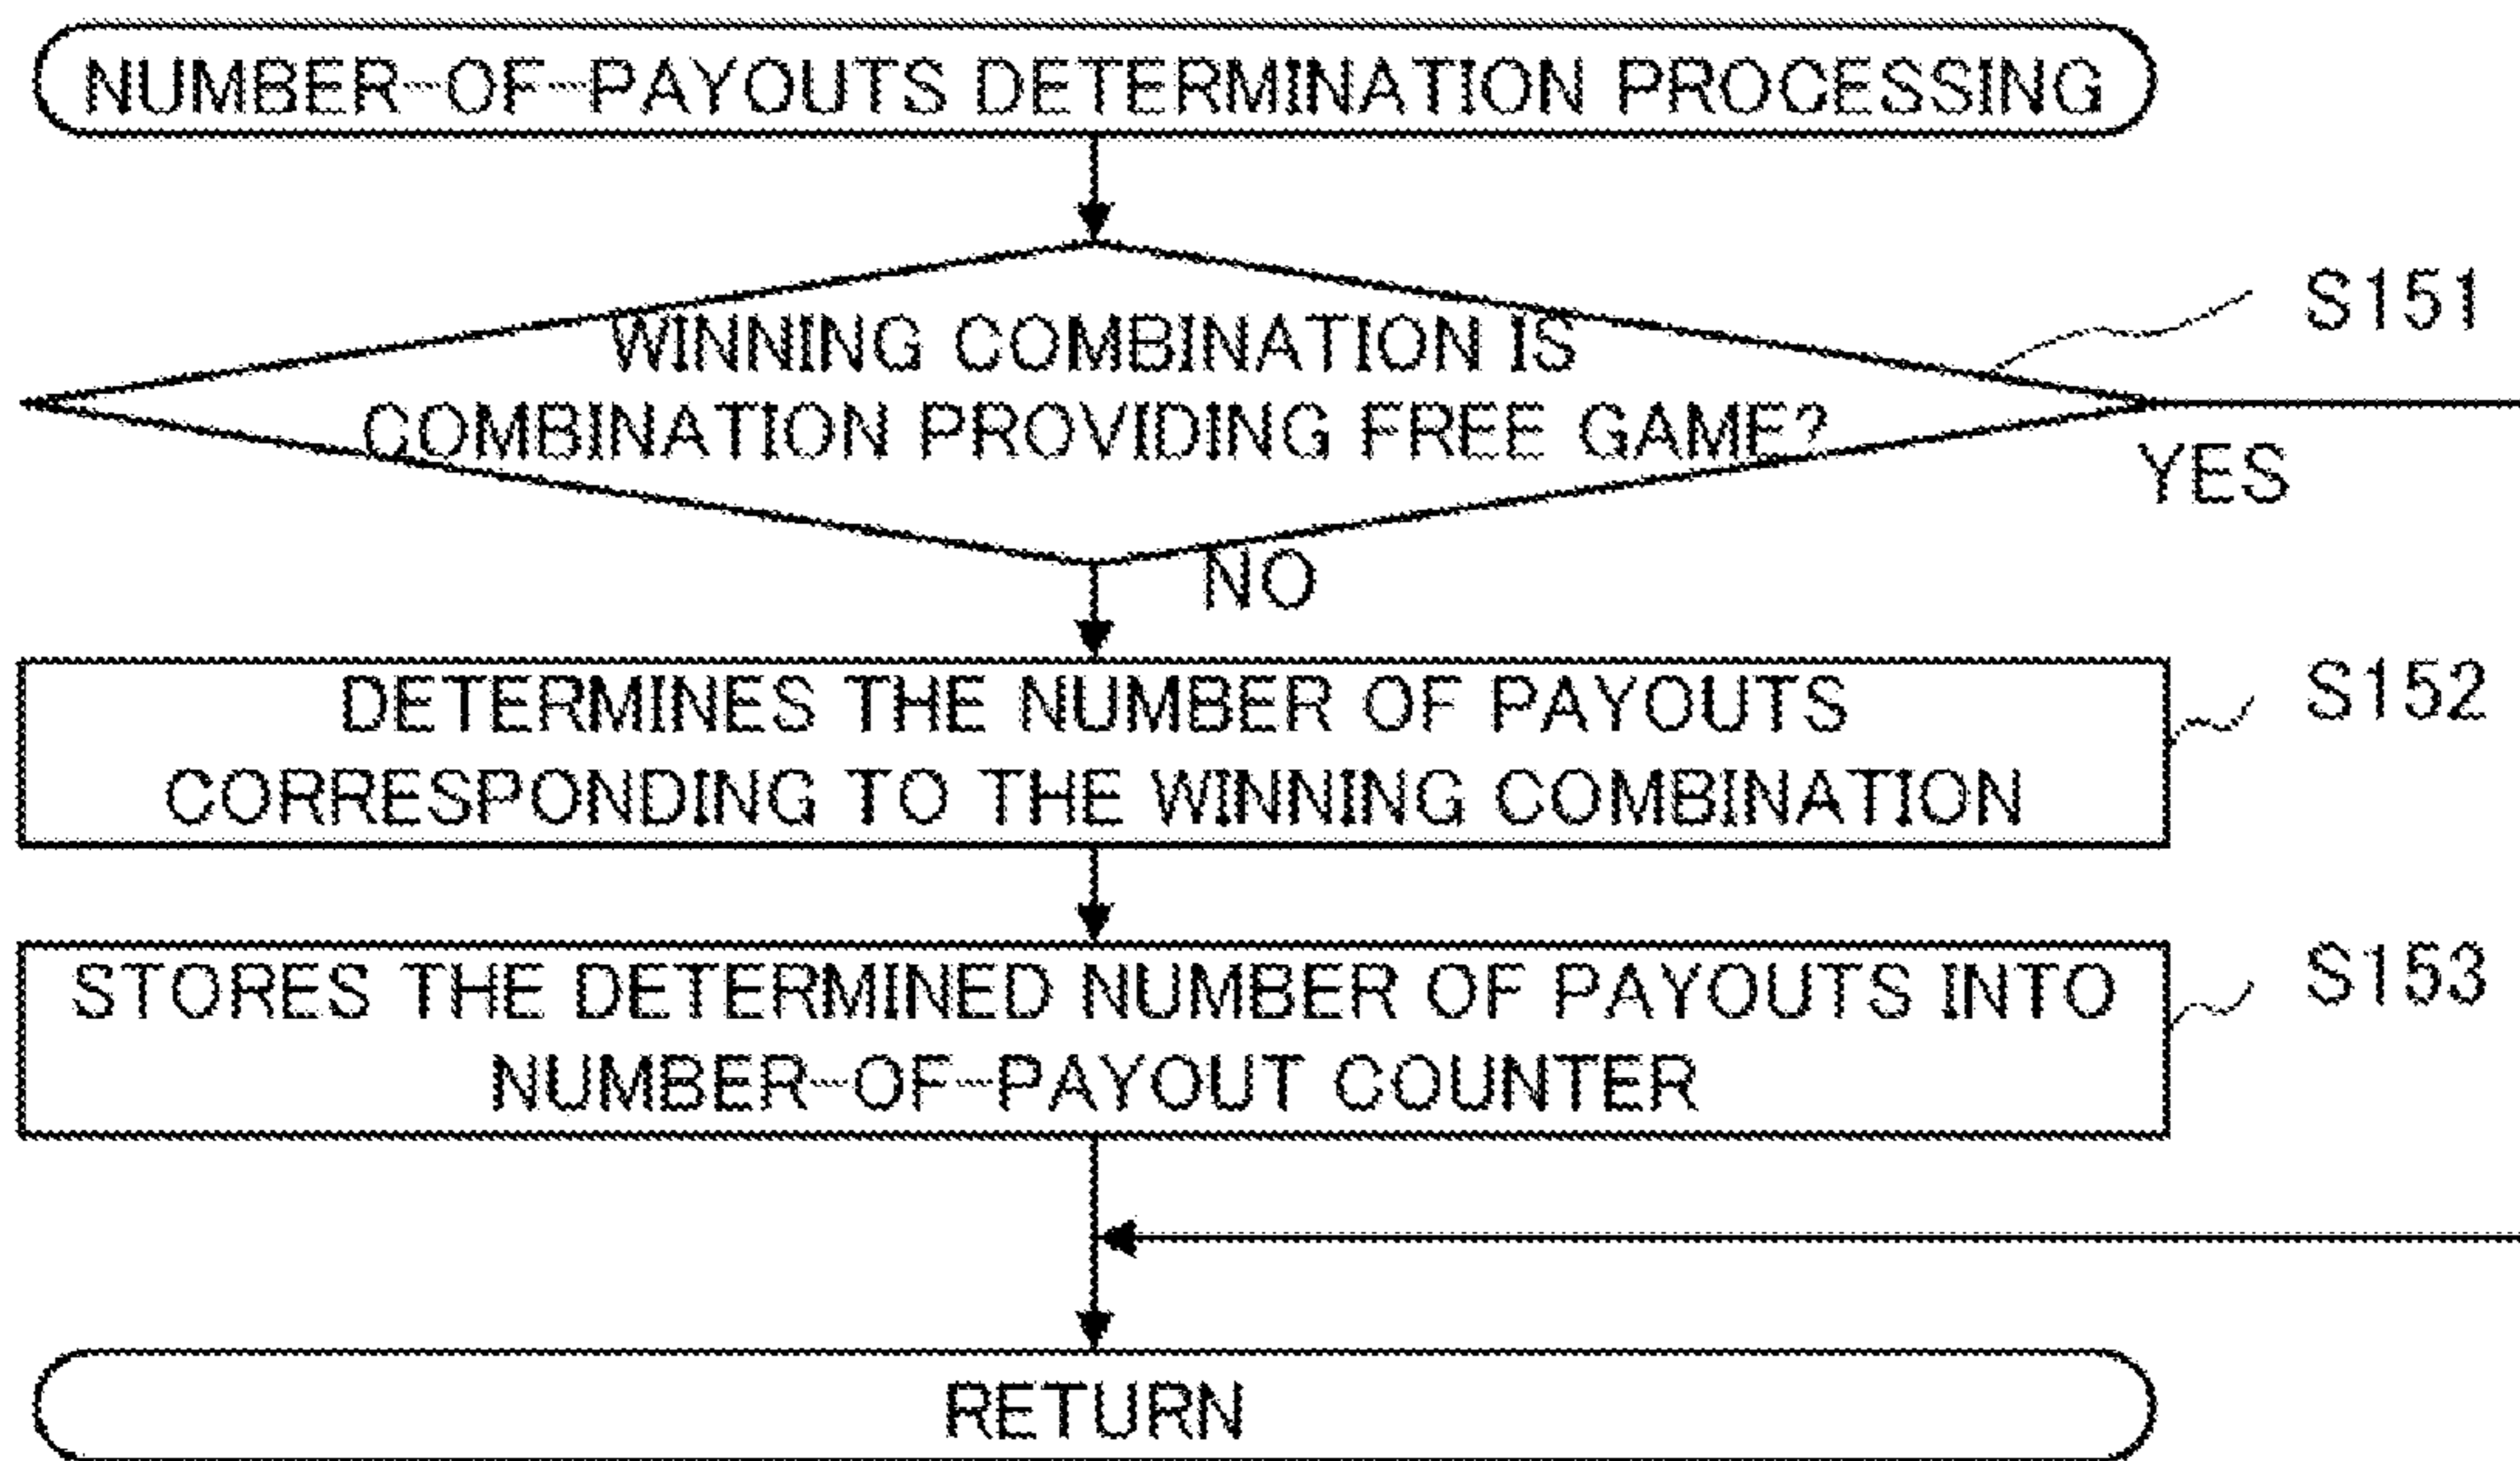 NUMBER-OF-PAYOUTS DETERMINATION PROCESSING
S151
WINNING COMBINATION IS
COMBINATION PROVIDING FREE GAME?
YES
NO
DETERMINES THE NUMBER OF PAYOUTS
CORRESPONDING TO THE WINNING COMBINATION
S152
STORES THE DETERMINED NUMBER OF PAYOUTS INTO
NUMBER-OF-PAYOUT COUNTER
S153
RETURN